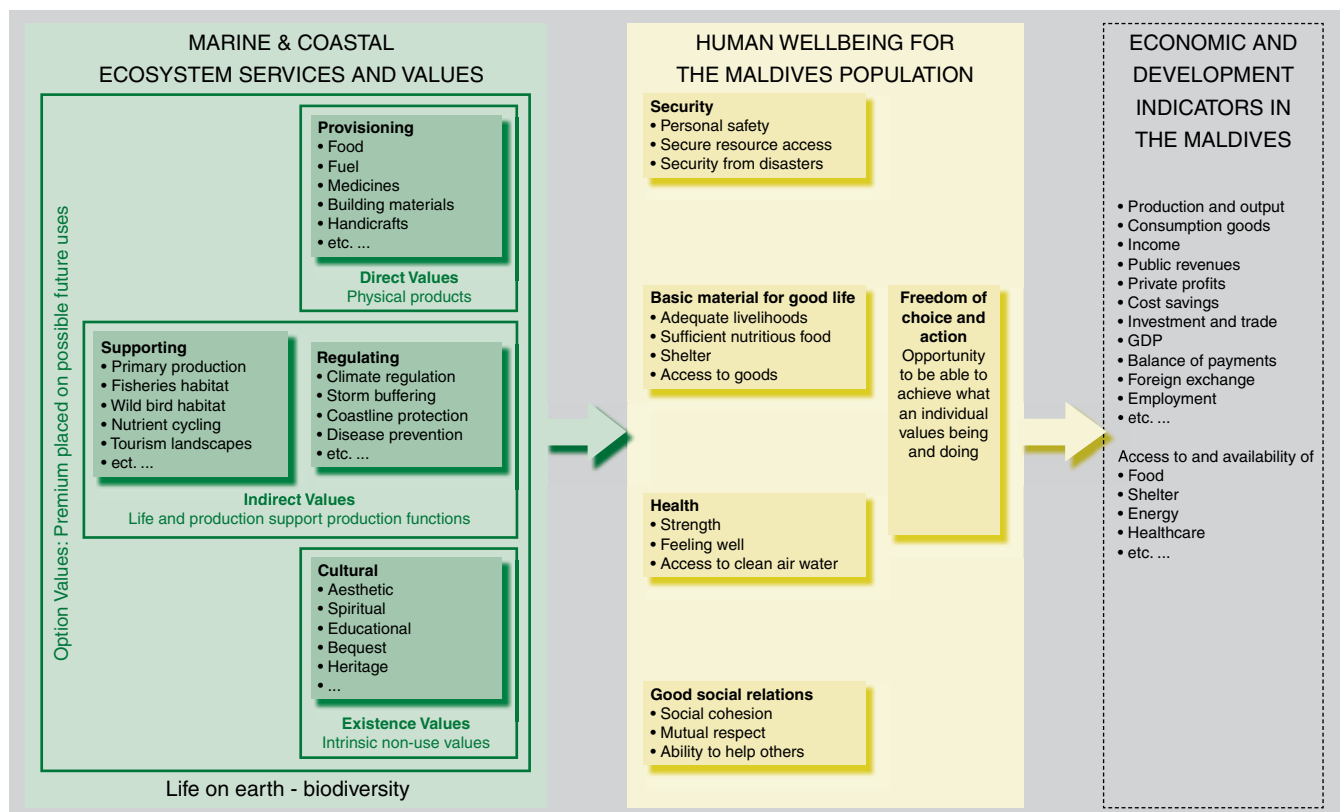 MARINE & COASTAL
ECOSYSTEM SERVICES AND VALUES
Option Values: Premium placed on possible future uses
Provisioning
• Food
• Fuel
• Medicines
• Building materials
• Handicrafts
• etc. ...
Direct Values
Physical products
Supporting
• Primary production
• Fisheries habitat
• Wild bird habitat
• Nutrient cycling
• Tourism landscapes
• ect. ...
Regulating
• Climate regulation
• Storm buffering
• Coastline protection
• Disease prevention
• etc. ...
Indirect Values
Life and production support production functions
Cultural
• Aesthetic
• Spiritual
• Educational
• Bequest
• Heritage
• ...
Existence Values
Intrinsic non-use values
Life on earth - biodiversity
HUMAN WELLBEING FOR
THE MALDIVES POPULATION
Security
• Personal safety
• Secure resource access
• Security from disasters
Basic material for good life
• Adequate livelihoods
• Sufficient nutritious food
• Shelter
• Access to goods
Health
• Strength
• Feeling well
• Access to clean air water
Good social relations
• Social cohesion
• Mutual respect
• Ability to help others
Freedom of
choice and
action
Opportunity
to be able to
achieve what
an individual
values being
and doing
ECONOMIC AND
DEVELOPMENT
INDICATORS IN
THE MALDIVES
• Production and output
• Consumption goods
• Income
• Public revenues
• Private profits
• Cost savings
• Investment and trade
• GDP
• Balance of payments
• Foreign exchange
• Employment
• etc. ...
Access to and availability of
• Food
• Shelter
• Energy
• Healthcare
• etc. ...